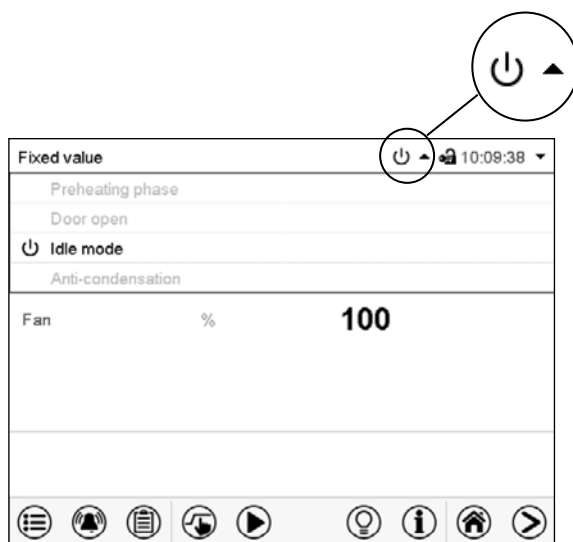 Fixed value 10:09:38
Preheating phase
Door open
Idle mode
Anti-condensation
Fan % 100